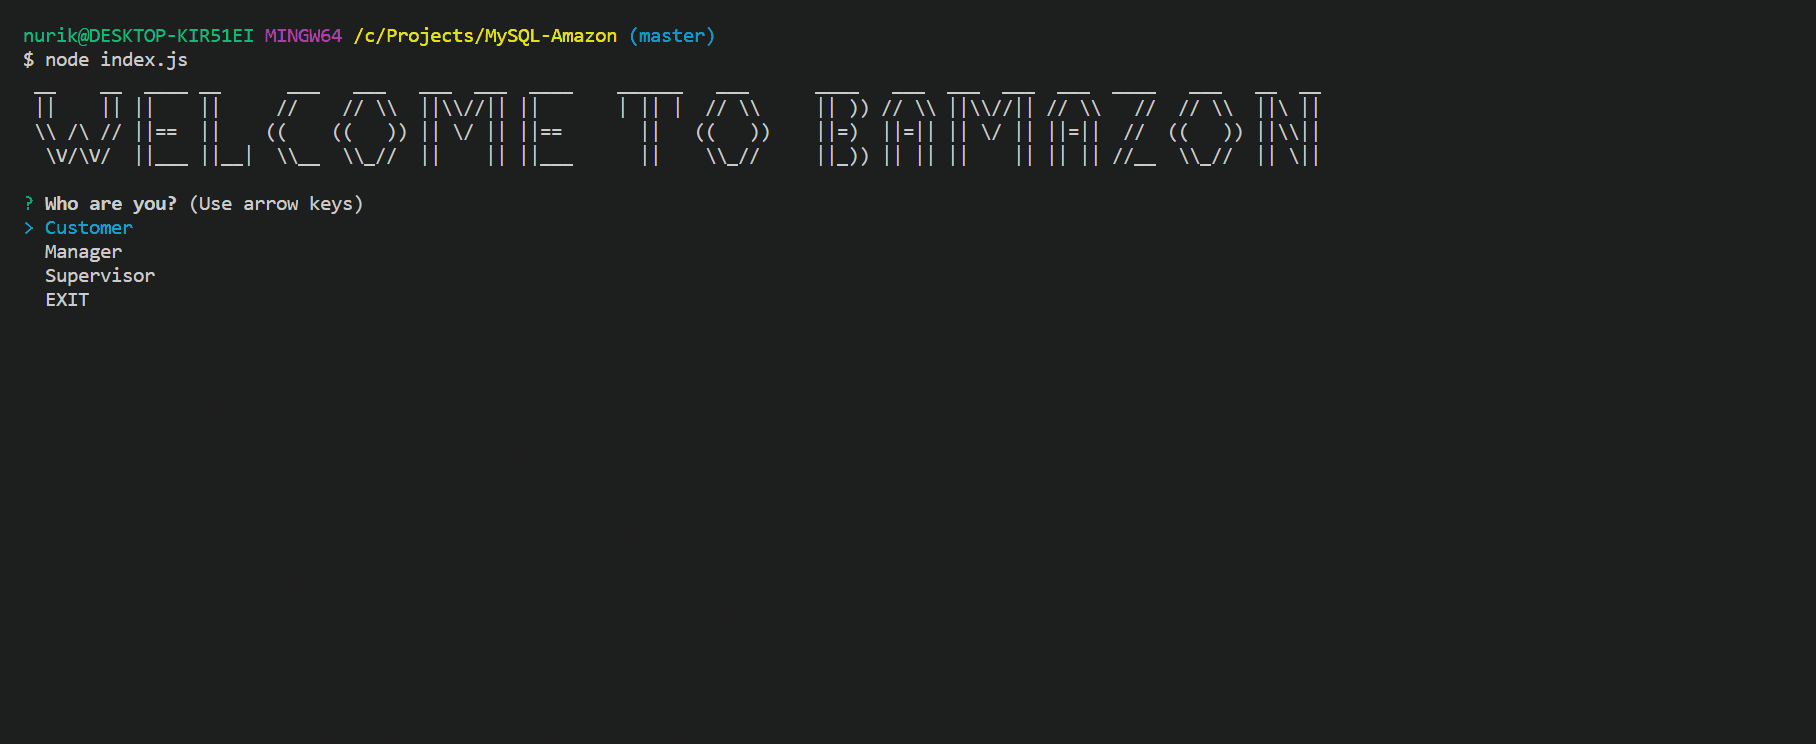 nurik@DESKTOP-KIR51EI MINGW64 /c/Projects/MySQL-Amazon (master)
$ node index.js
WELCOME TO BAMAZON
? Who are you? (Use arrow keys)
> Customer
Manager
Supervisor
EXIT